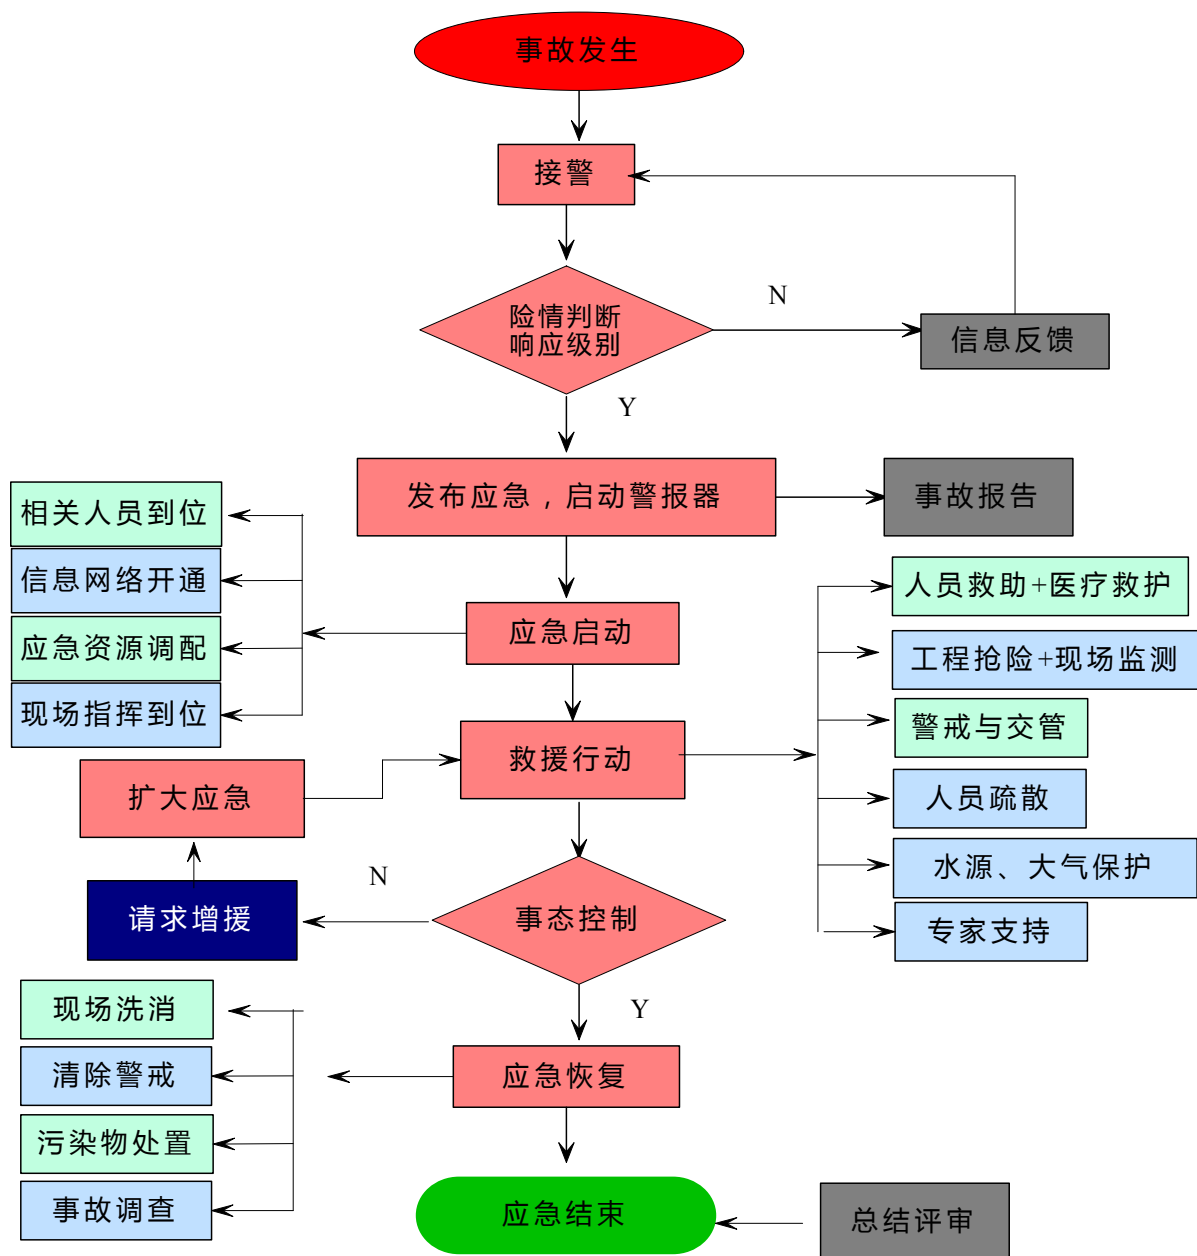 事故发生
接警
N
险情判断
响应级别
信息反馈
Y
发布应急，启动警报器
事故报告
相关人员到位
信息网络开通
应急资源调配
现场指挥到位
应急启动
人员救助+医疗救护
工程抢险+现场监测
警戒与交管
人员疏散
水源、大气保护
专家支持
救援行动
扩大应急
N
请求增援
事态控制
Y
现场洗消
清除警戒
污染物处置
事故调查
应急恢复
应急结束
总结评审